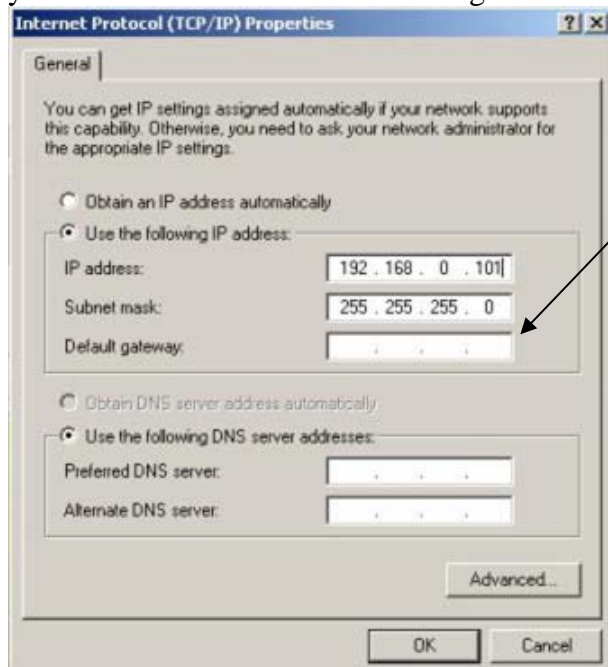 Internet Protocol (TCP/IP) Properties
General
You can get IP settings assigned automatically if your network supports
this capability. Otherwise, you need to ask your network administrator for
the appropriate IP settings.
Obtain an IP address automatically
Use the following IP address:
IP address: 192 . 168 . 0 . 101
Subnet mask: 255 . 255 . 255 . 0
Default gateway: . . .
Obtain DNS server address automatically
Use the following DNS server addresses:
Preferred DNS server: . . .
Alternate DNS server: . . .
Advanced...
OK Cancel